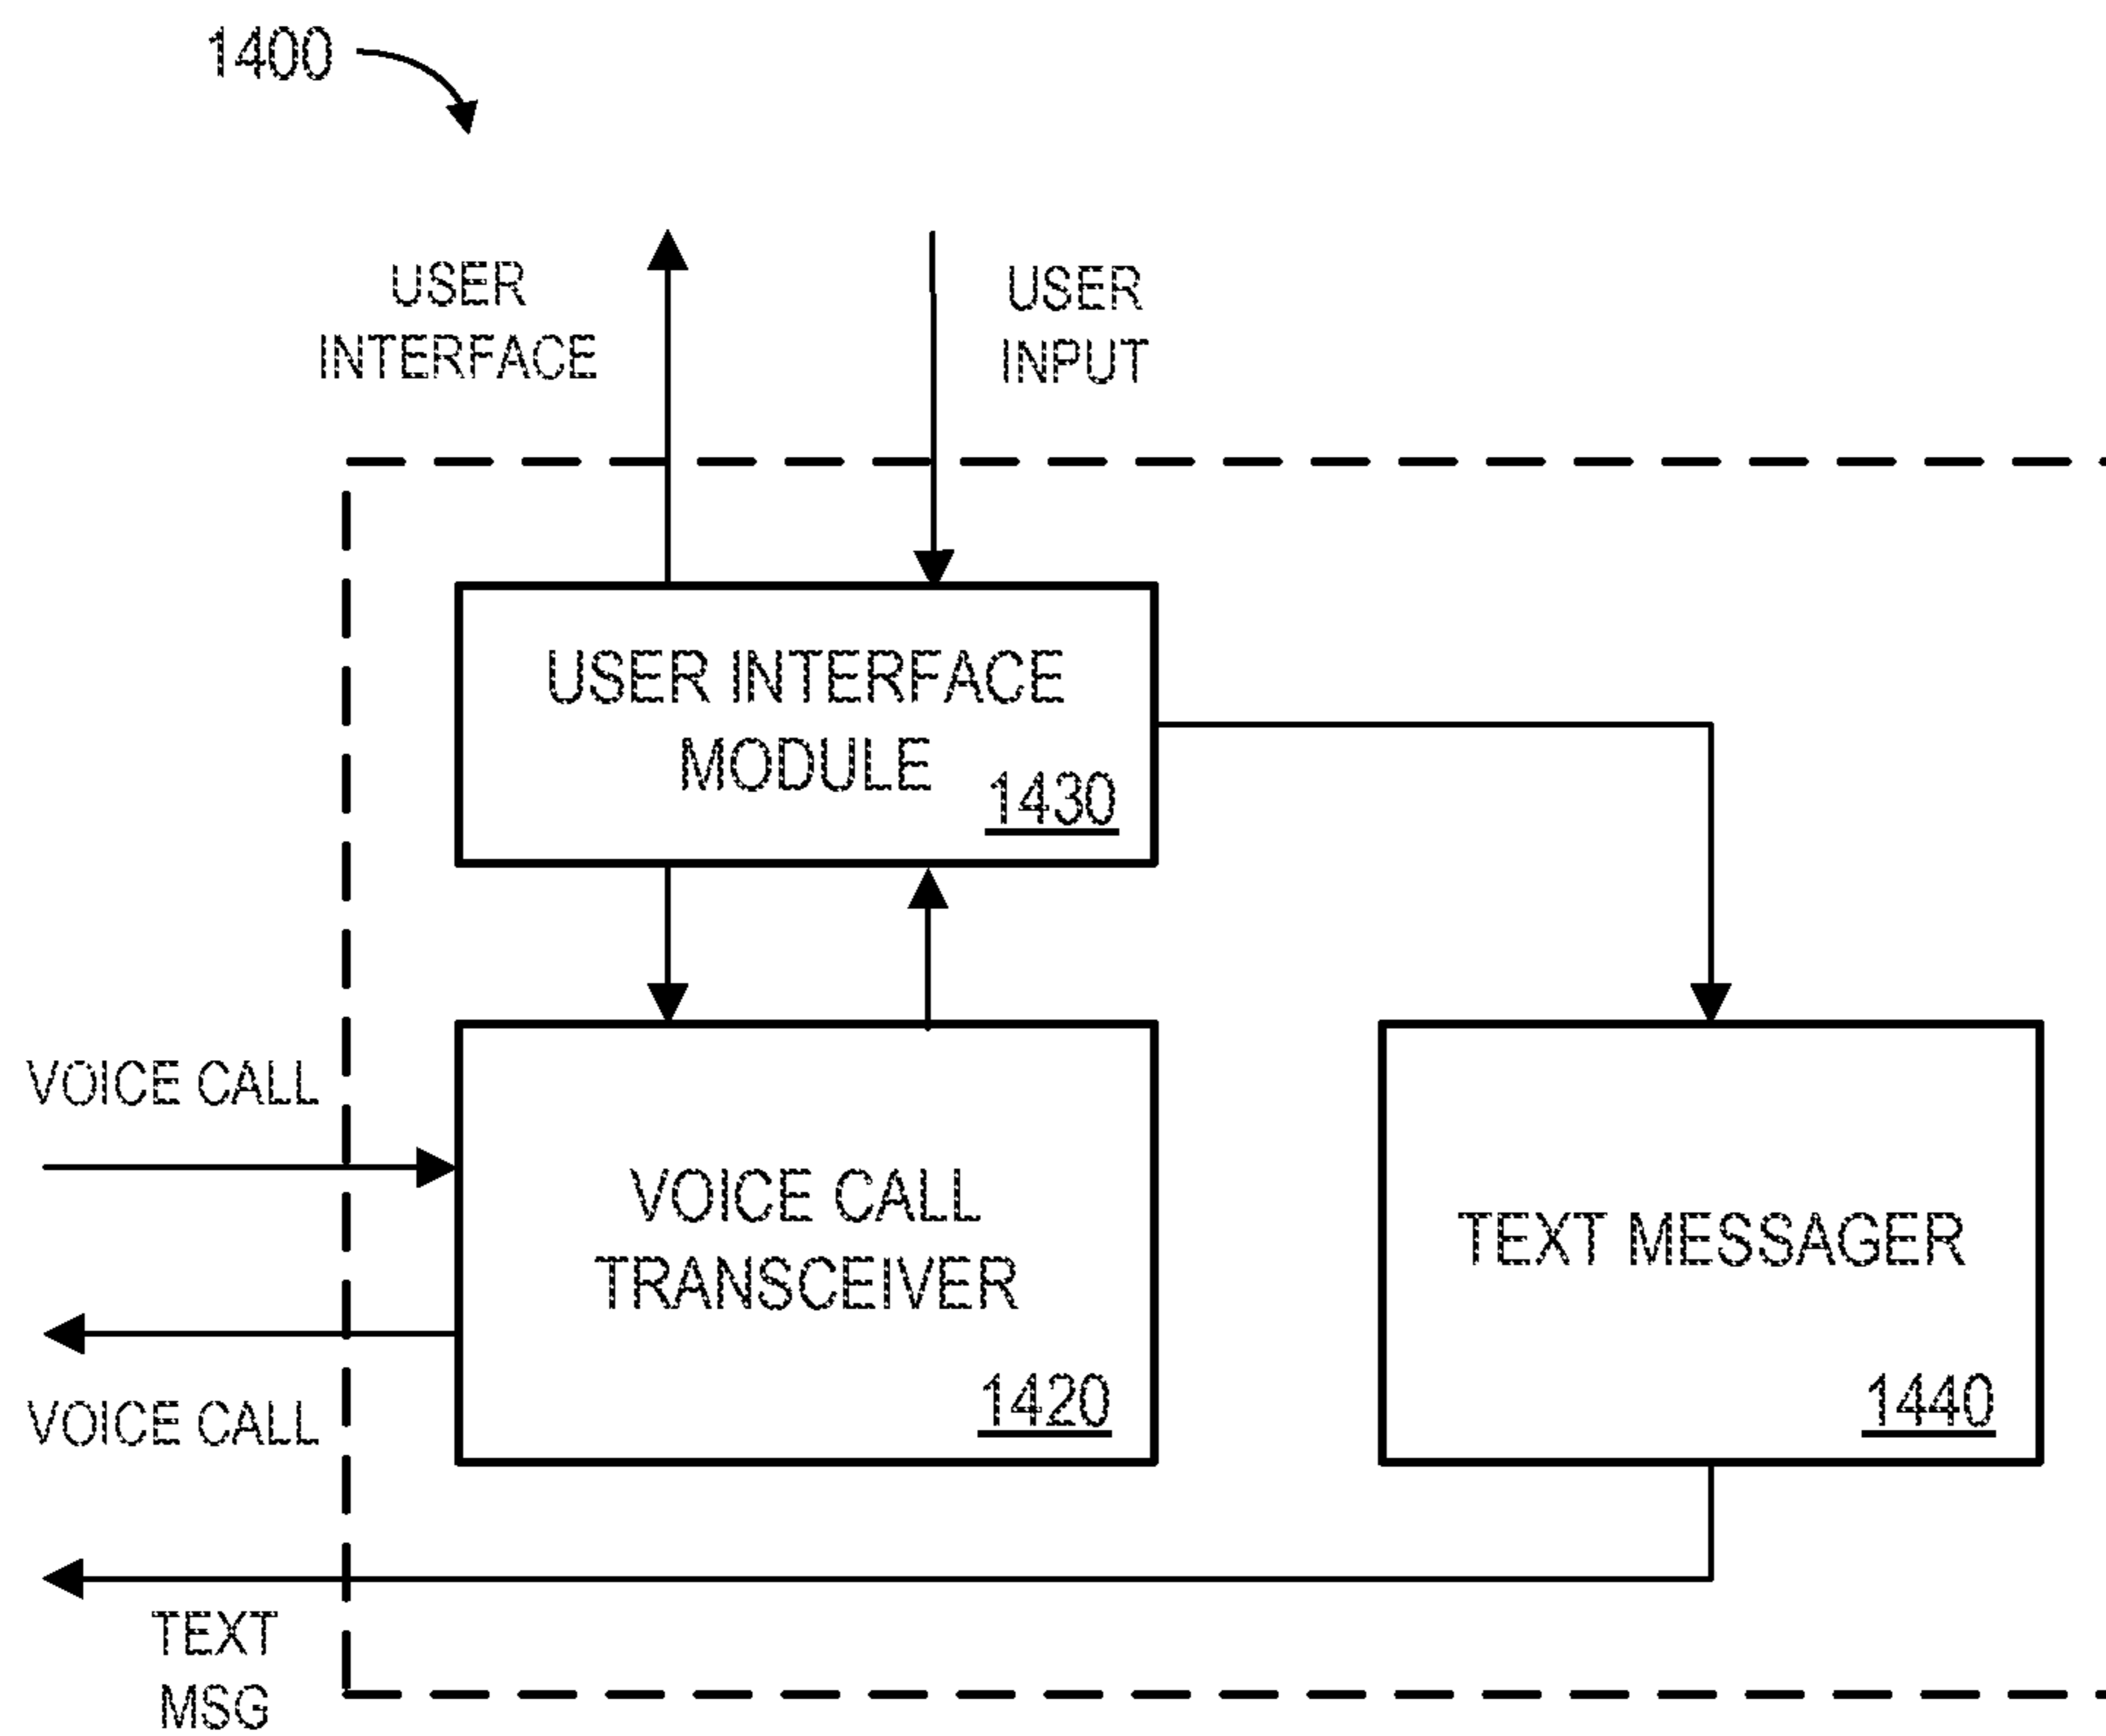 1400
USER
INTERFACE
USER
INPUT
USER INTERFACE
MODULE
1430
VOICE CALL
VOICE CALL
TRANSCEIVER
1420
TEXT MESSAGER
1440
VOICE CALL
TEXT
MSG